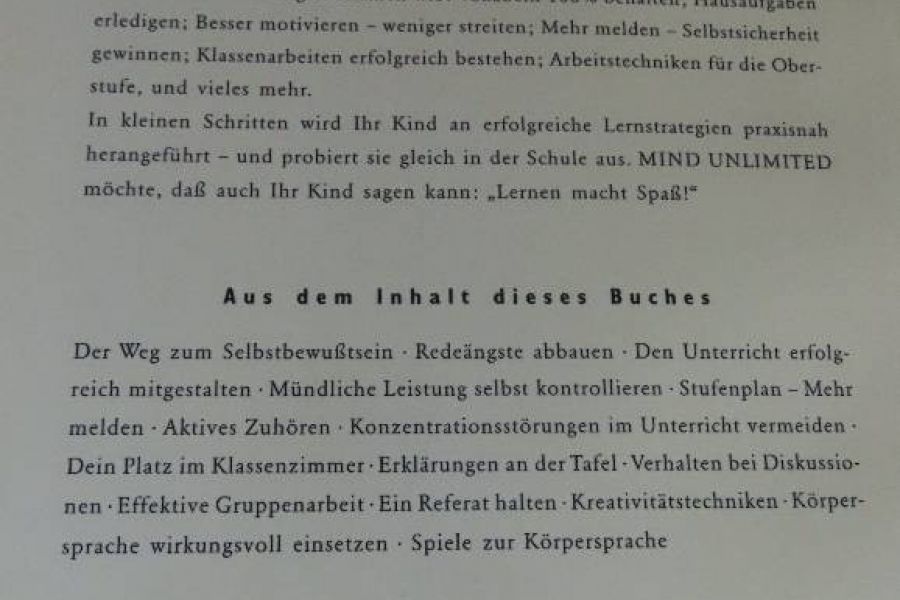 100% behalten; Hausaufgaben
erledigen; Besser motivieren – weniger streiten; Mehr melden – Selbstsicherheit
gewinnen; Klassenarbeiten erfolgreich bestehen; Arbeitstechniken für die Ober-
stufe, und vieles mehr.
In kleinen Schritten wird Ihr Kind an erfolgreiche Lernstrategien praxisnah
herangeführt – und probiert sie gleich in der Schule aus. MIND UNLIMITED
möchte, daß auch Ihr Kind sagen kann: „Lernen macht Spaß!“
Aus dem Inhalt dieses Buches
Der Weg zum Selbstbewußtsein · Redeängste abbauen · Den Unterricht erfolg-
reich mitgestalten · Mündliche Leistung selbst kontrollieren · Stufenplan – Mehr
melden · Aktives Zuhören · Konzentrationsstörungen im Unterricht vermeiden ·
Dein Platz im Klassenzimmer · Erklärungen an der Tafel · Verhalten bei Diskussio-
nen · Effektive Gruppenarbeit · Ein Referat halten · Kreativitätstechniken · Körper-
sprache wirkungsvoll einsetzen · Spiele zur Körpersprache